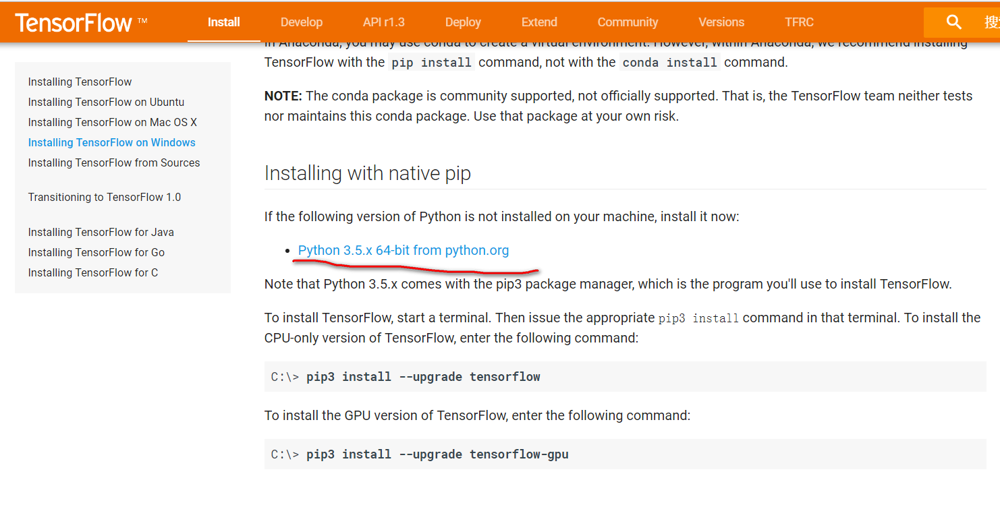 TensorFlow ™
Install
Develop
API r1.3
Deploy
Extend
Community
Versions
TFRC
搜
Installing TensorFlow
Installing TensorFlow on Ubuntu
Installing TensorFlow on Mac OS X
Installing TensorFlow on Windows
Installing TensorFlow from Sources
Transitioning to TensorFlow 1.0
Installing TensorFlow for Java
Installing TensorFlow for Go
Installing TensorFlow for C
In Anaconda, you may use conda to create a virtual environment. However, within Anaconda, we recommend installing
TensorFlow with the pip install command, not with the conda install command.
NOTE: The conda package is community supported, not officially supported. That is, the TensorFlow team neither tests
nor maintains this conda package. Use that package at your own risk.
Installing with native pip
If the following version of Python is not installed on your machine, install it now:
• Python 3.5.x 64-bit from python.org
Note that Python 3.5.x comes with the pip3 package manager, which is the program you'll use to install TensorFlow.
To install TensorFlow, start a terminal. Then issue the appropriate pip3 install command in that terminal. To install the
CPU-only version of TensorFlow, enter the following command:
C:\> pip3 install --upgrade tensorflow
To install the GPU version of TensorFlow, enter the following command:
C:\> pip3 install --upgrade tensorflow-gpu